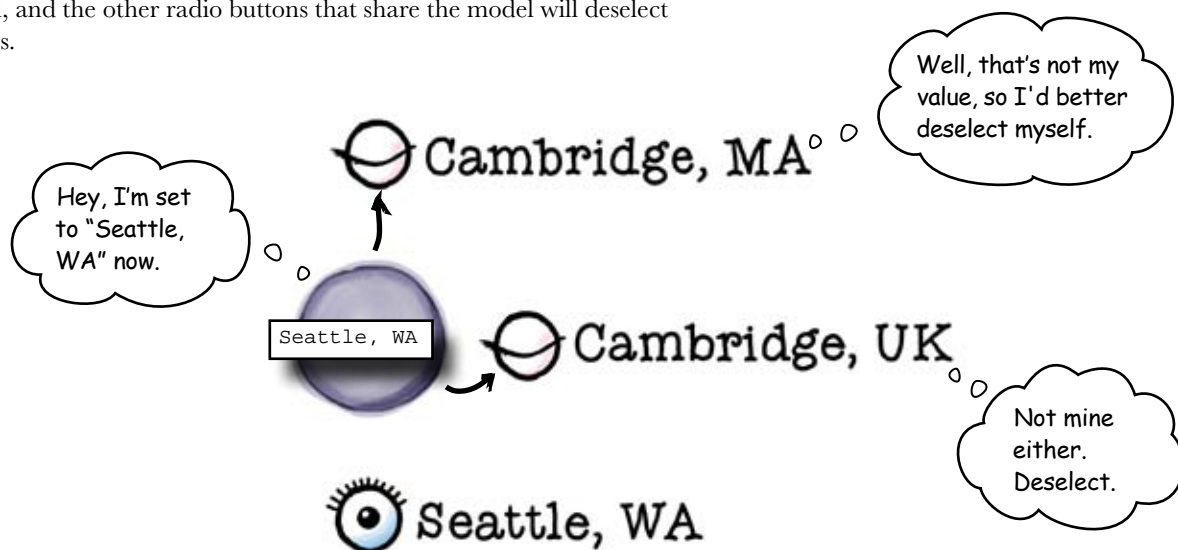 , and the other radio buttons that share the model will deselect
s.
Well, that's not my
value, so I'd better
deselect myself.
Cambridge, MA
Hey, I'm set
to “Seattle,
WA” now.
Seattle, WA
Cambridge, UK
Not mine
either.
Deselect.
Seattle, WA